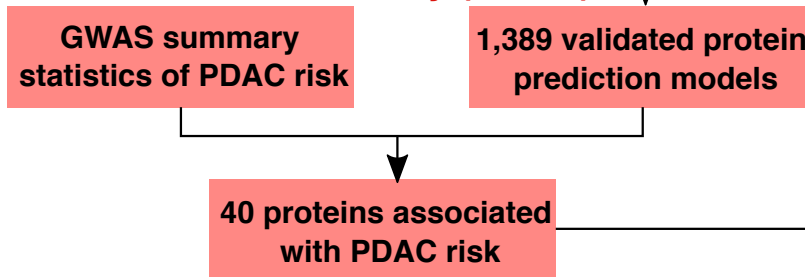 GWAS summary
statistics of PDAC risk
1,389 validated protein
prediction models
40 proteins associated
with PDAC risk